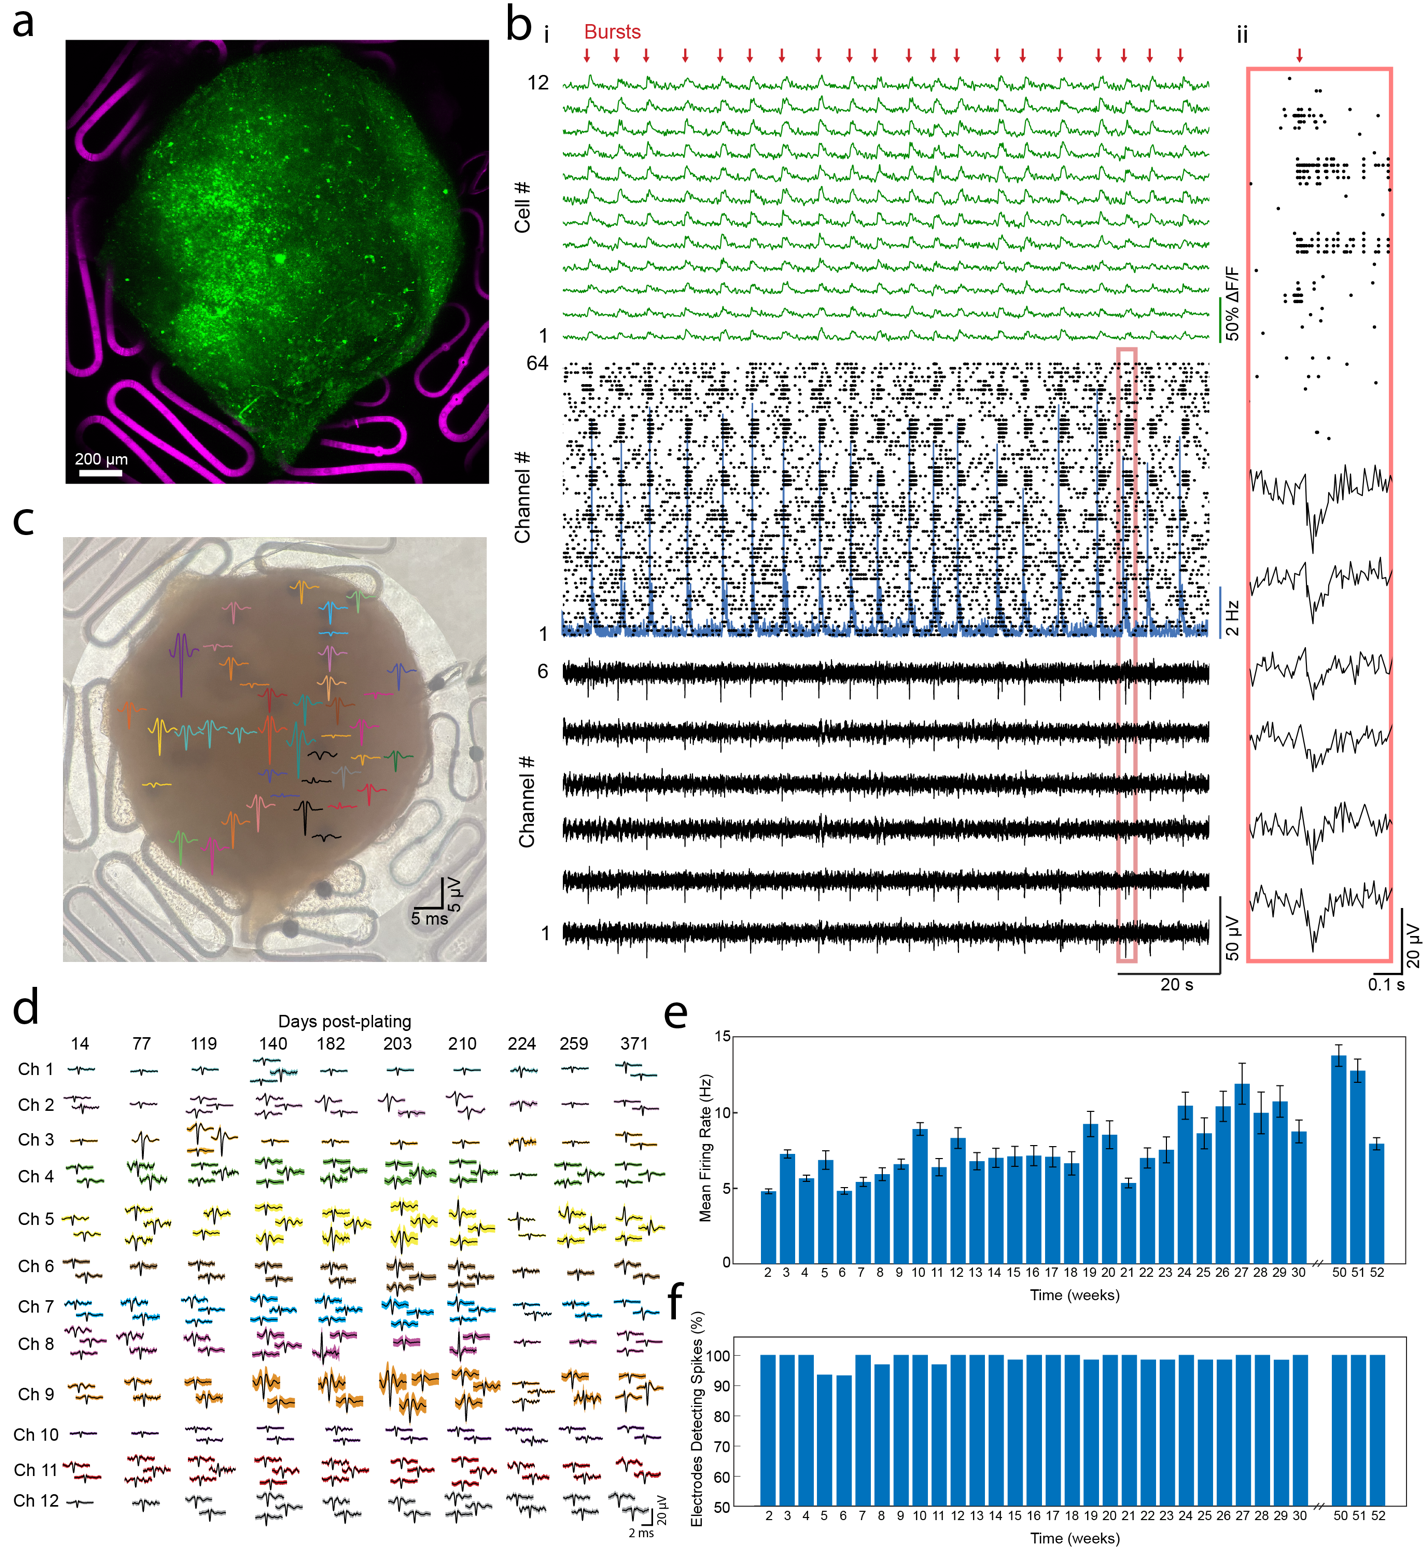 a
200 µm
b
i
Bursts
ii
12
Cell #
1
50% ΔF/F
64
Channel #
1
2 Hz
6
Channel #
1
50 µV
20 s
20 µV
0.1 s
c
5 µV
5 ms
d
Days post-plating
14 77 119 140 182 203 210 224 259 371
Ch 1
Ch 2
Ch 3
Ch 4
Ch 5
Ch 6
Ch 7
Ch 8
Ch 9
Ch 10
Ch 11
Ch 12
20 µV
2 ms
e
Mean Firing Rate (Hz)
15
10
5
0
2 3 4 5 6 7 8 9 10 11 12 13 14 15 16 17 18 19 20 21 22 23 24 25 26 27 28 29 30 50 51 52
Time (weeks)
f
Electrodes Detecting Spikes (%)
100
90
80
70
60
50
2 3 4 5 6 7 8 9 10 11 12 13 14 15 16 17 18 19 20 21 22 23 24 25 26 27 28 29 30 50 51 52
Time (weeks)